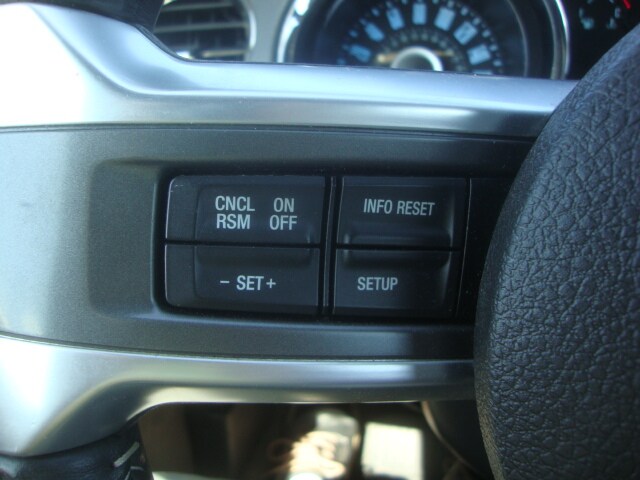 CNCL ON
RSM OFF
INFO RESET
- SET +
SETUP